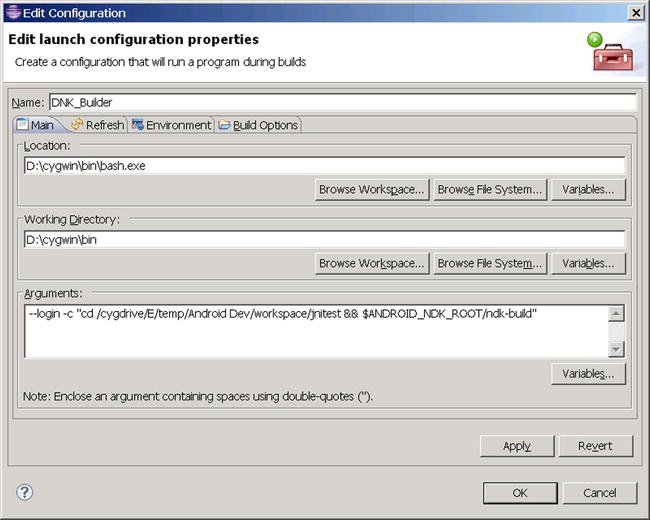 Edit Configuration
Edit launch configuration properties
Create a configuration that will run a program during builds
Name: DNK_Builder
Main Refresh Environment Build Options
Location:
D:\cygwin\bin\bash.exe
Browse Workspace... Browse File System... Variables...
Working Directory:
D:\cygwin\bin
Browse Workspace... Browse File System... Variables...
Arguments:
--login -c "cd /cygdrive/E/temp/Android Dev/workspace/jnitest && $ANDROID_NDK_ROOT/ndk-build"
Variables...
Note: Enclose an argument containing spaces using double-quotes (").
Apply Revert
OK Cancel